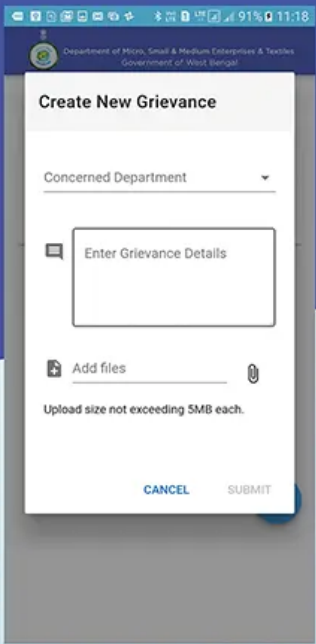 91% 11:18
Department of Micro, Small & Medium Enterprises & Textiles
Government of West Bengal
Create New Grievance
Concerned Department
Enter Grievance Details
Add files
Upload size not exceeding 5MB each.
CANCEL SUBMIT